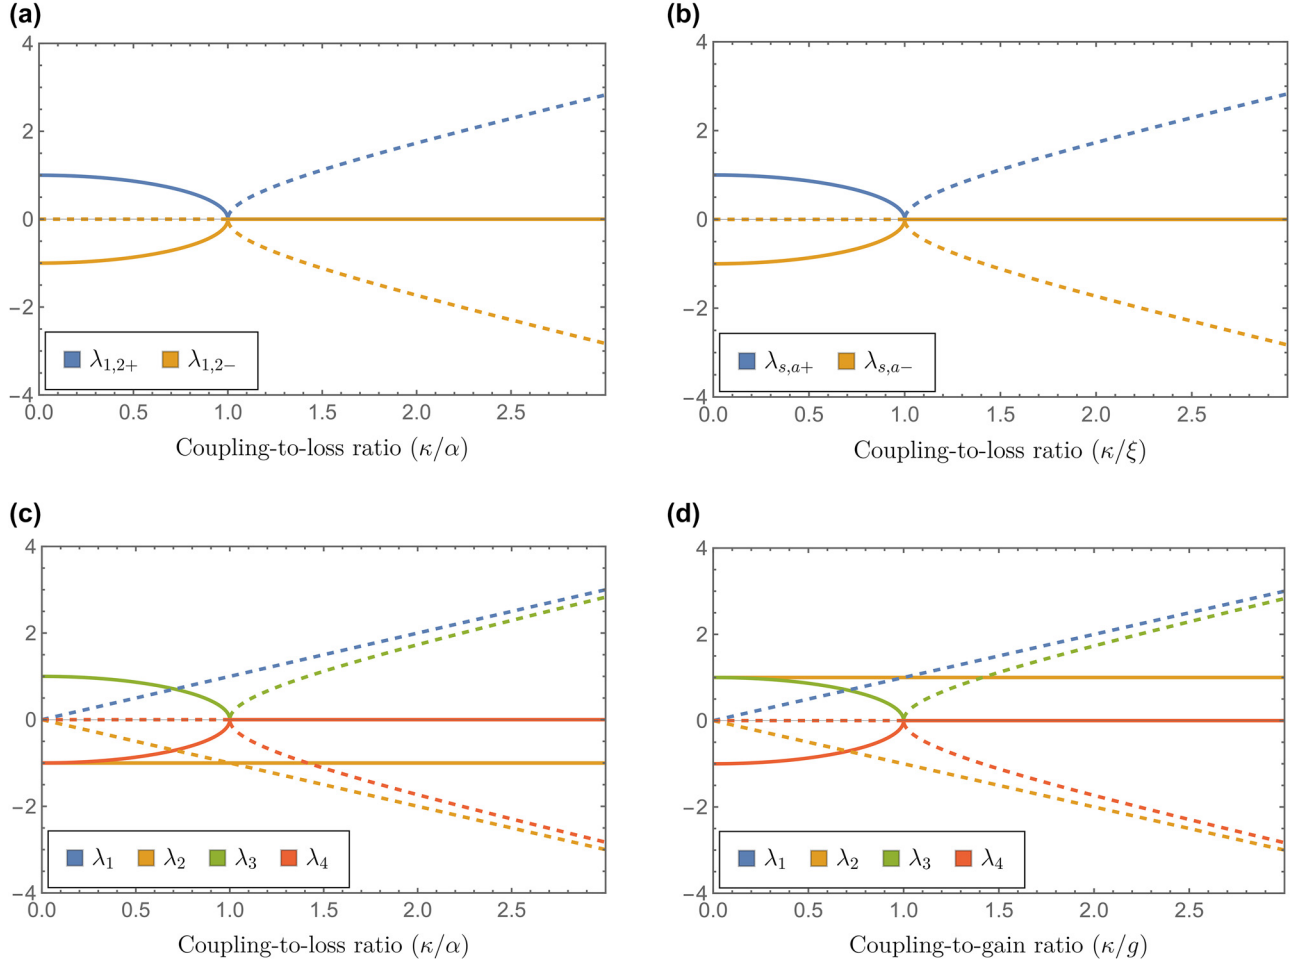 (a)
4
2
0
−2
−4
λ1,2+ λ1,2−
0.0 0.5 1.0 1.5 2.0 2.5
Coupling-to-loss ratio (κ/α)
(b)
4
2
0
−2
−4
λs,a+ λs,a−
0.0 0.5 1.0 1.5 2.0 2.5
Coupling-to-loss ratio (κ/ξ)
(c)
4
2
0
−2
−4
λ1 λ2 λ3 λ4
0.0 0.5 1.0 1.5 2.0 2.5
Coupling-to-loss ratio (κ/α)
(d)
4
2
0
−2
−4
λ1 λ2 λ3 λ4
0.0 0.5 1.0 1.5 2.0 2.5
Coupling-to-gain ratio (κ/g)